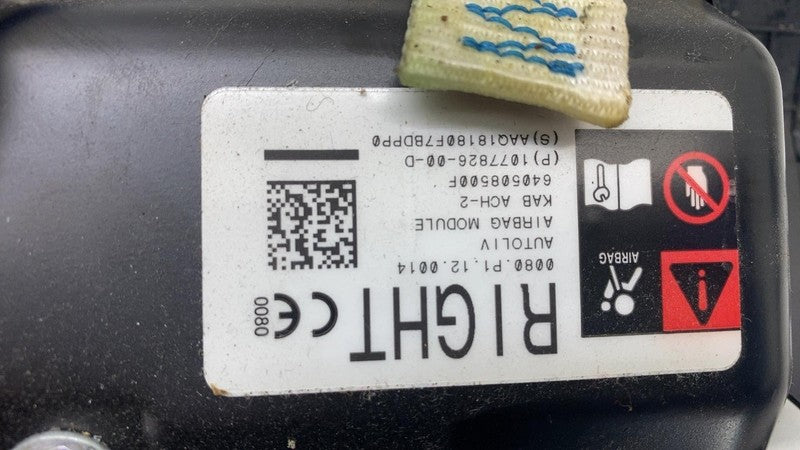 RIGHT
CE
0080
0080.P1.12.0014
AUTOLIV
AIRBAG MODULE
KAB ACH-2
640508500F
(P)1077826-00-D
(S)AAQ18180F7BDPP0
AIRBAG